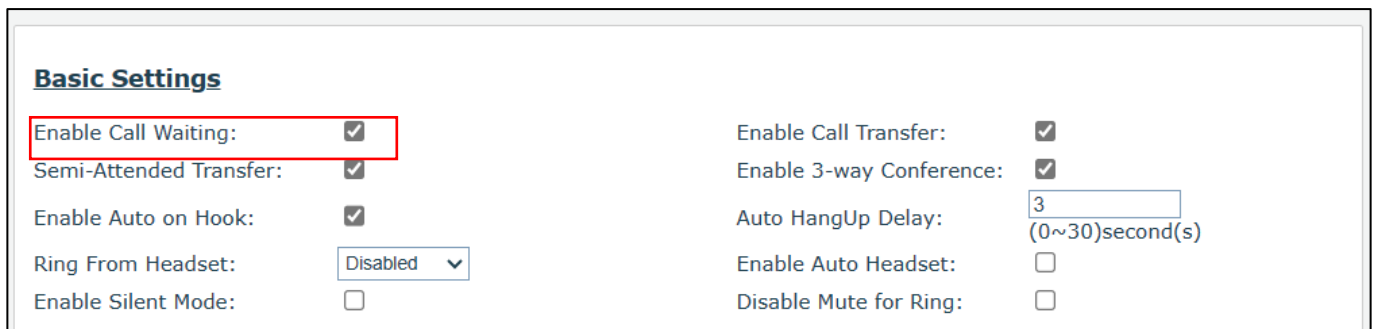 Basic Settings
Enable Call Waiting: Enable Call Transfer:
Semi-Attended Transfer: Enable 3-way Conference:
Enable Auto on Hook: Auto HangUp Delay: 3
(0~30)second(s)
Ring From Headset: Disabled Enable Auto Headset:
Enable Silent Mode: Disable Mute for Ring: